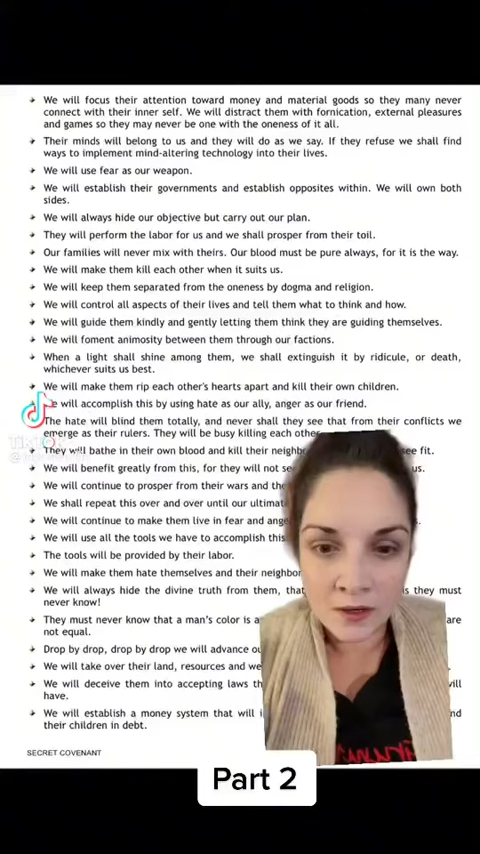 We will focus their attention toward money and material goods so they many never
connect with their inner self. We will distract them with fornication, external pleasures
and games so they may never be one with the oneness of it all.
Their minds will belong to us and they will do as we say. If they refuse we shall find
ways to implement mind-altering technology into their lives.
We will use fear as our weapon.
We will establish their governments and establish opposites within. We will own both
sides.
We will always hide our objective but carry out our plan.
They will perform the labor for us and we shall prosper from their toil.
Our families will never mix with theirs. Our blood must be pure always, for it is the way.
We will make them kill each other when it suits us.
We will keep them separated from the oneness by dogma and religion.
We will control all aspects of their lives and tell them what to think and how.
We will guide them kindly and gently letting them think they are guiding themselves.
We will foment animosity between them through our factions.
When a light shall shine among them, we shall extinguish it by ridicule, or death,
whichever suits us best.
We will make them rip each other's hearts apart and kill their own children.
will accomplish this by using hate as our ally, anger as our friend.
The hate will blind them totally, and never shall they see that from their conflicts we
emerge as their rulers. They will be busy killing each other
They will bathe in their own blood and kill their see fit.
We will benefit greatly from this, for they will not us.
We will continue to prosper from their wars and
We shall repeat this over and over until our
We will continue to make them live in fear and
We will use all the tools we have to accomplish this
The tools will be provided by their labor.
We will make them hate themselves and their
We will always hide the divine truth from them, that is they must
never know!
They must never know that a man's color is are
not equal.
Drop by drop, drop by drop we will advance
We will take over their land, resources and
We will deceive them into accepting laws will
have.
We will establish a money system that will
their children in debt.
SECRET COVENANT
TikTok
Part 2